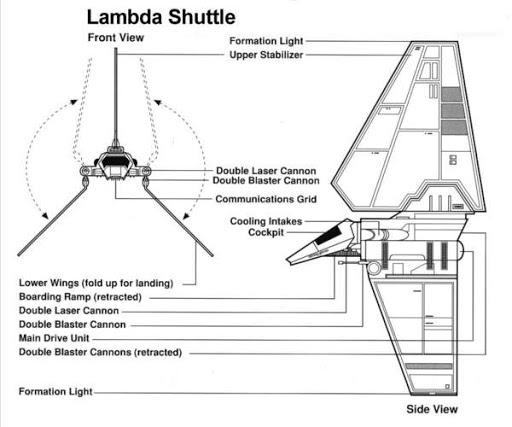 Lambda Shuttle
Front View
Formation Light
Upper Stabilizer
Double Laser Cannon
Double Blaster Cannon
Communications Grid
Cooling Intakes
Cockpit
Lower Wings (fold up for landing)
Boarding Ramp (retracted)
Double Laser Cannon
Double Blaster Cannon
Main Drive Unit
Double Blaster Cannons (retracted)
Formation Light
Side View